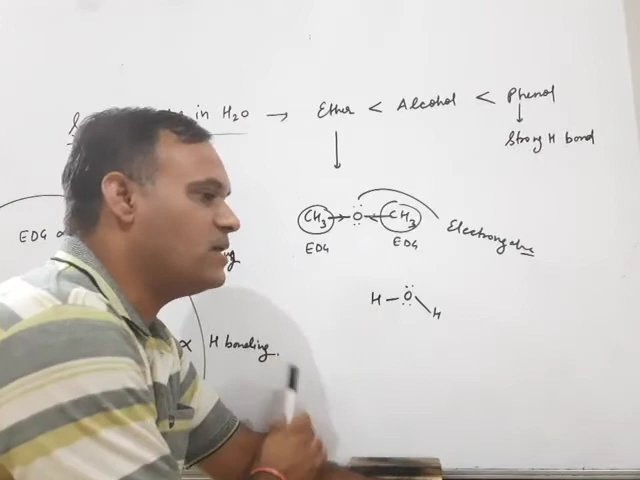 in H2O → Ether < Alcohol < Phenol
Strong H bond
CH3 O CH3
EDG EDG
Electronegative
EDG ∝
H – O
H
∝ H bonding.